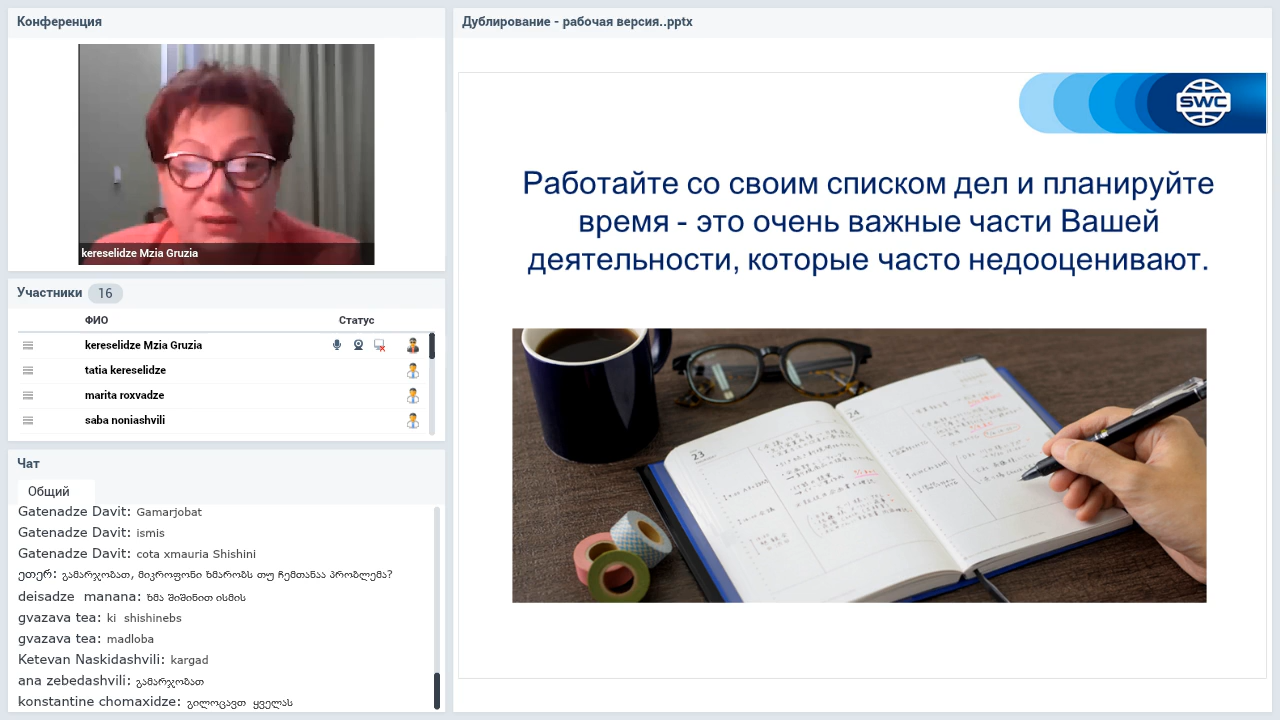 Конференция
kereselidze Mzia Gruzia
Участники 16
ФИО Статус
kereselidze Mzia Gruzia
tatia kereselidze
marita roxvadze
saba noniashvili
Чат
Общий
Gatenadze Davit: Gamarjobat
Gatenadze Davit: ismis
Gatenadze Davit: cota xmauria Shishini
ეთერ: გამარჯობათ, მიკროფონი ხმარობს თუ ჩემთანაა პრობლემა?
deisadze manana: ხმა შიშინით ისმის
gvazava tea: ki shishinebs
gvazava tea: madloba
Ketevan Naskidashvili: kargad
ana zebedashvili: გამარჯობათ
konstantine chomaxidze: გილოცავთ ყველას
Дублирование - рабочая версия..pptx
SWC
Работайте со своим списком дел и планируйте
время - это очень важные части Вашей
деятельности, которые часто недооценивают.
23
24